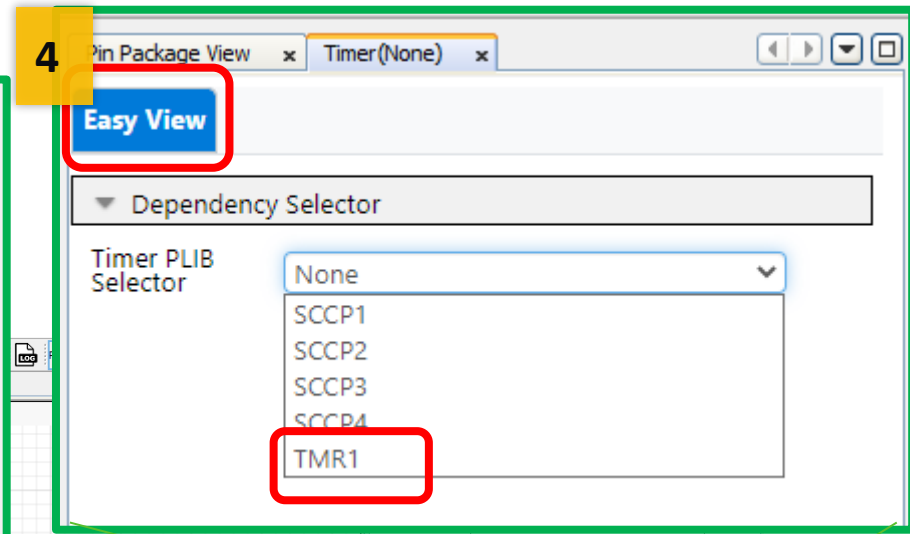 4
Pin Package View x Timer(None) x
Easy View
Dependency Selector
Timer PLIB
Selector
None
SCCP1
SCCP2
SCCP3
SCCP4
TMR1
LOG